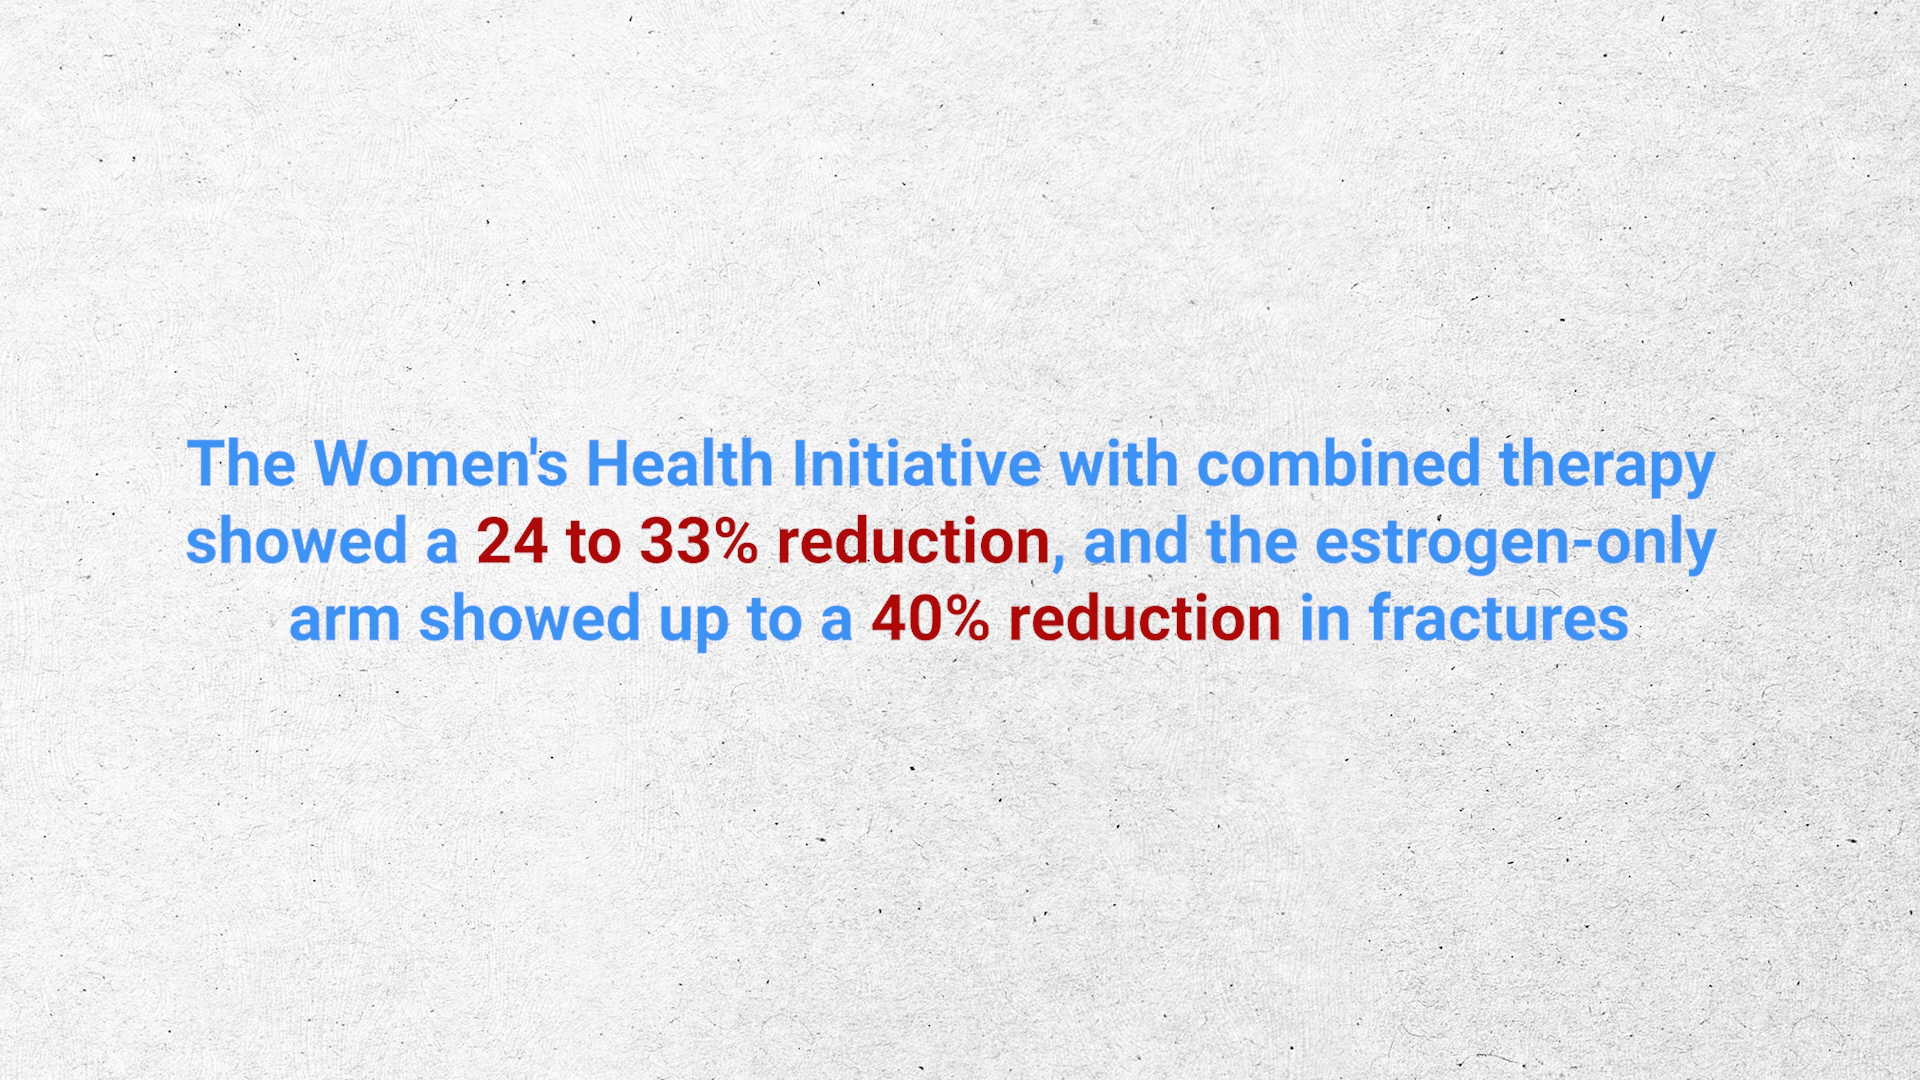 The Women's Health Initiative with combined therapy
showed a 24 to 33% reduction, and the estrogen-only
arm showed up to a 40% reduction in fractures